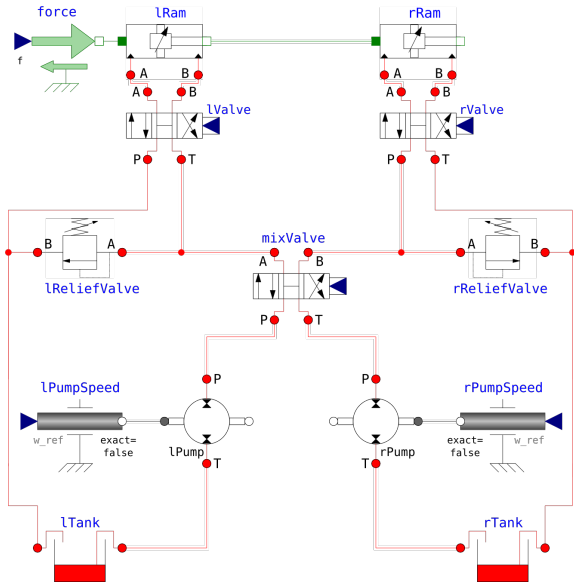 force
lRam
rRam
f
A B
A B
A B
A B
lValve
rValve
P T
P T
mixValve
B A
A B
A B
lReliefValve
rReliefValve
P T
P
P
lPumpSpeed
rPumpSpeed
w_ref
exact=
false
lPump
rPump
exact=
false
w_ref
T
T
lTank
rTank